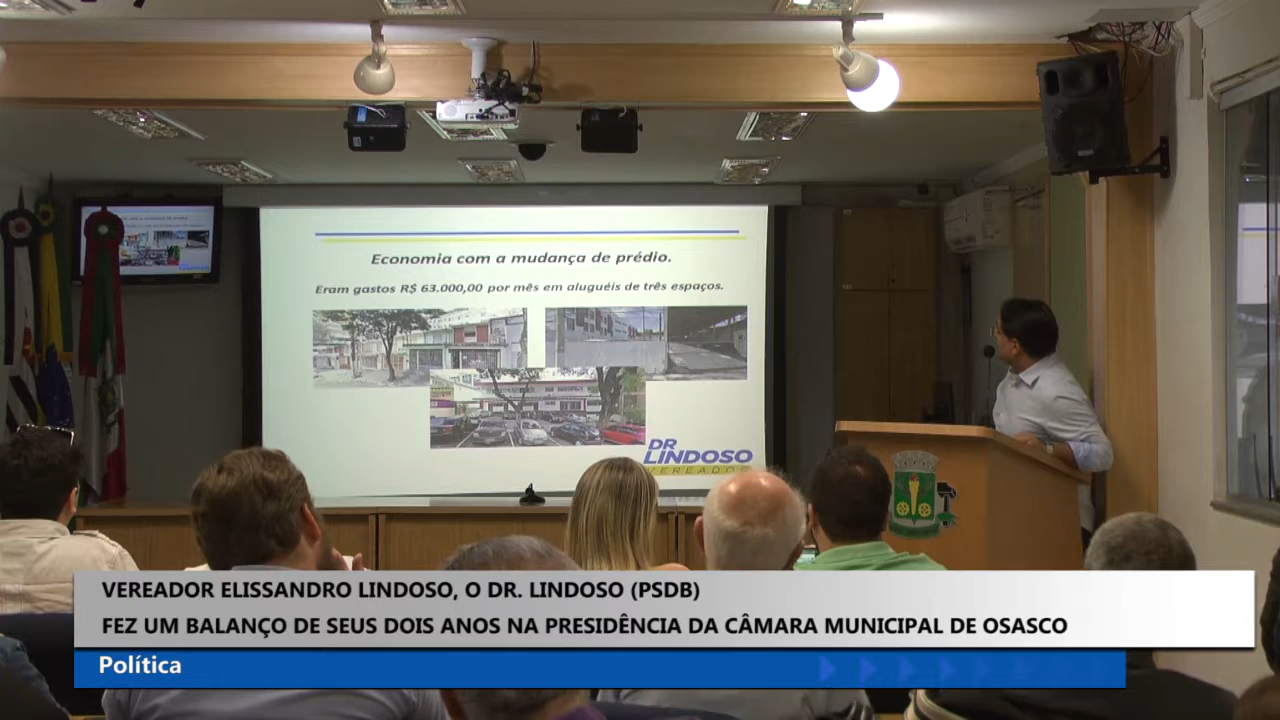 Economia com a mudança de prédio.
Eram gastos R$ 63.000,00 por mês em aluguéis de três espaços.
DR
LINDOSO
VEREADOR
VEREADOR ELISSANDRO LINDOSO, O DR. LINDOSO (PSDB)
FEZ UM BALANÇO DE SEUS DOIS ANOS NA PRESIDÊNCIA DA CÂMARA MUNICIPAL DE OSASCO
Política